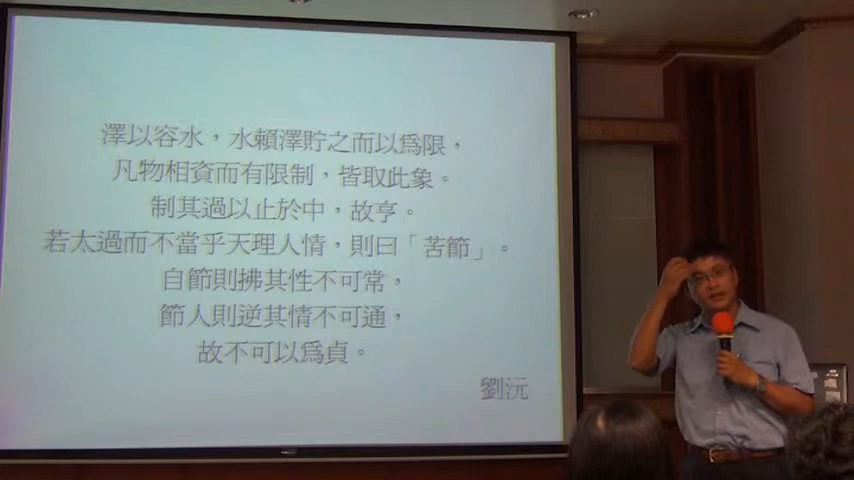 澤以容水，水賴澤貯之而以爲限，
凡物相資而有限制，皆取此象。
制其過以止於中，故亨。
若太過而不當乎天理人情，則曰「苦節」。
自節則拂其性不可常，
節人則逆其情不可通，
故不可以爲貞。
劉沅